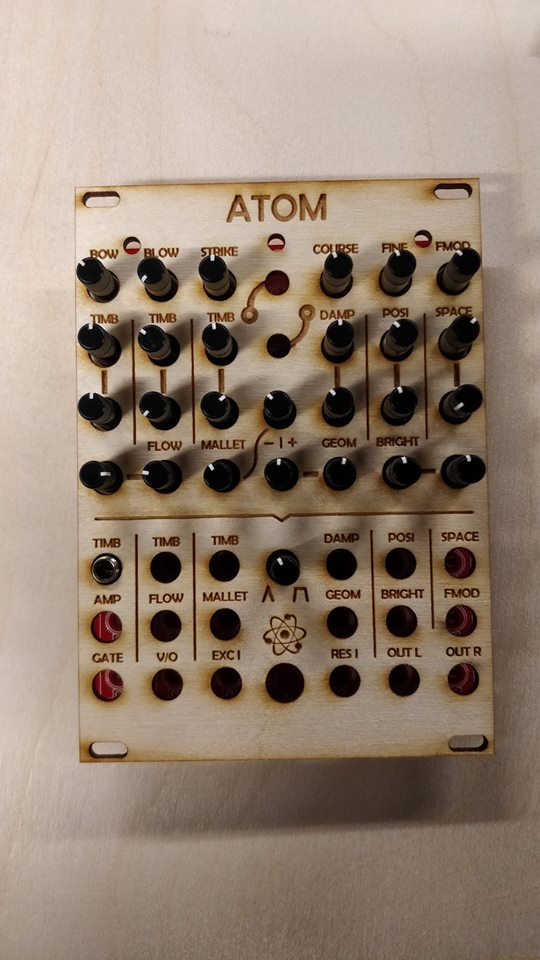 ATOM
BOW BLOW STRIKE COURSE FINE FMOD
TIMB TIMB TIMB DAMP POSI SPACE
FLOW MALLET - I + GEOM BRIGHT
TIMB TIMB TIMB DAMP POSI SPACE
AMP FLOW MALLET GEOM BRIGHT FMOD
GATE V/O EXC I RES I OUT L OUT R